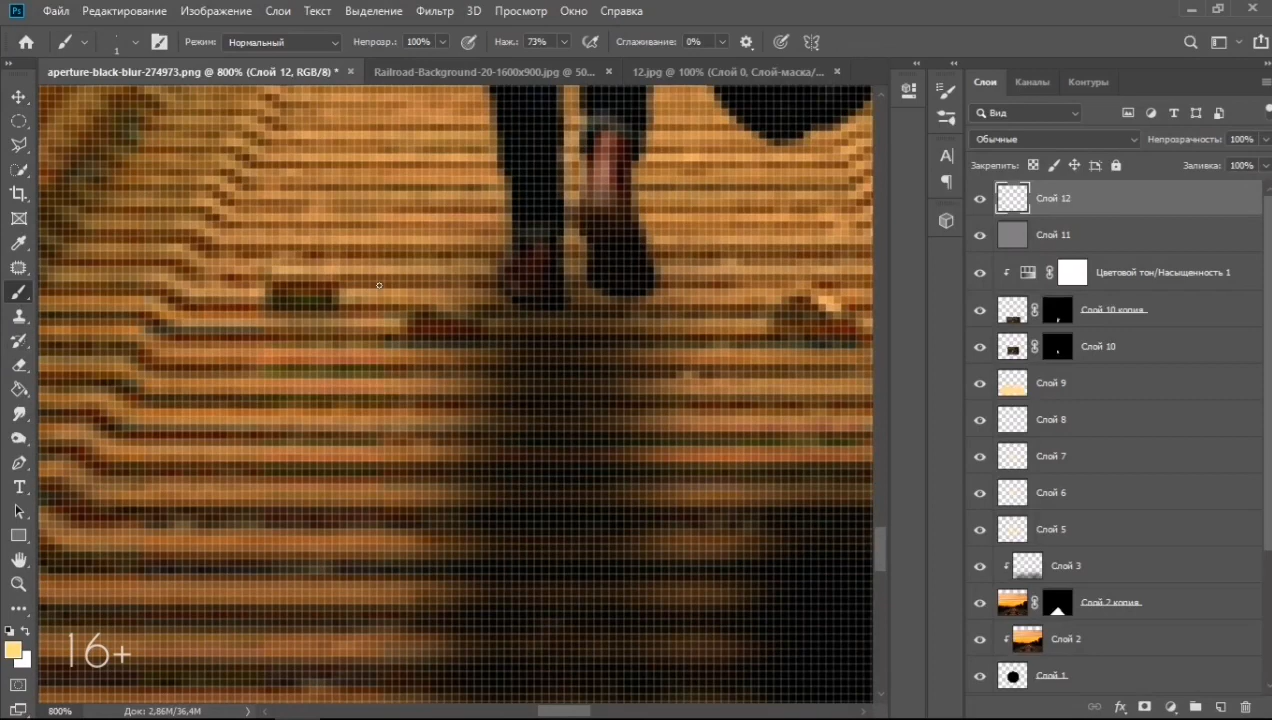 Ps Файл Редактирование Изображение Слои Текст Выделение Фильтр 3D Просмотр Окно Справка
1 Режим: Нормальный Непрозр.: 100% Наж.: 73% Сглаживание: 0%
aperture-black-blur-274973.png @ 800% (Слой 12, RGB/8) * × Railroad-Background-20-1600x900.jpg @ 50... × 12.jpg @ 100% (Слой 0, Слой-маска/... ×
Слои Каналы Контуры
Вид
Обычные Непрозрачность: 100%
Закрепить: Заливка: 100%
Слой 12
Слой 11
Цветовой тон/Насыщенность 1
Слой 10 копия
Слой 10
Слой 9
Слой 8
Слой 7
Слой 6
Слой 5
Слой 3
Слой 2 копия
Слой 2
Слой 1
16+
800% Док: 2,86M/36,4M
fx